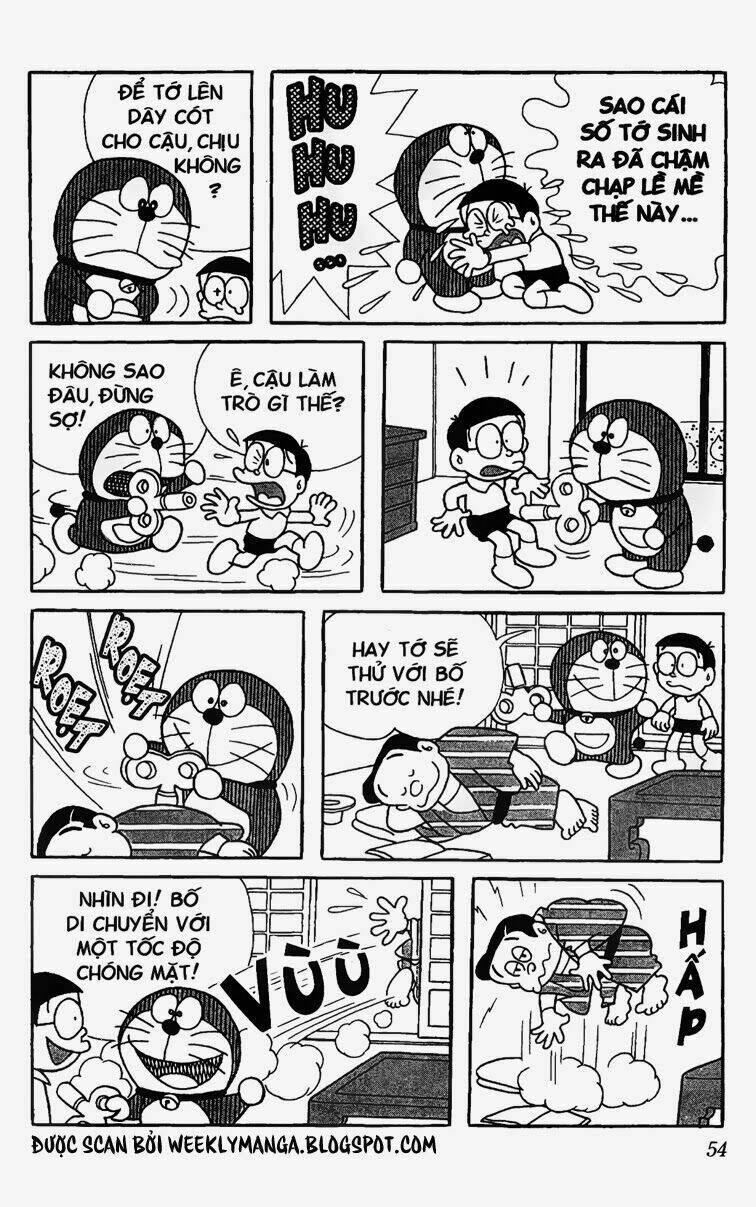 ĐỂ TỚ LÊN
DÂY CÓT
CHO CẬU, CHỊU
KHÔNG
?
HU
HU
HU
...
SAO CÁI
SỐ TỚ SINH
RA ĐÃ CHẬM
CHẠP LỀ MỀ
THẾ NÀY...
KHÔNG SAO
ĐÂU, ĐỪNG
SỢ!
Ê, CẬU LÀM
TRÒ GÌ THẾ?
ROẸT
ROẸT
HAY TỚ SẼ
THỬ VỚI BỐ
TRƯỚC NHÉ!
NHÌN ĐI! BỐ
DI CHUYỂN VỚI
MỘT TỐC ĐỘ
CHÓNG MẶT!
VÙÙ
HẤP
ĐƯỢC SCAN BỞI WEEKLYMANGA.BLOGSPOT.COM
54